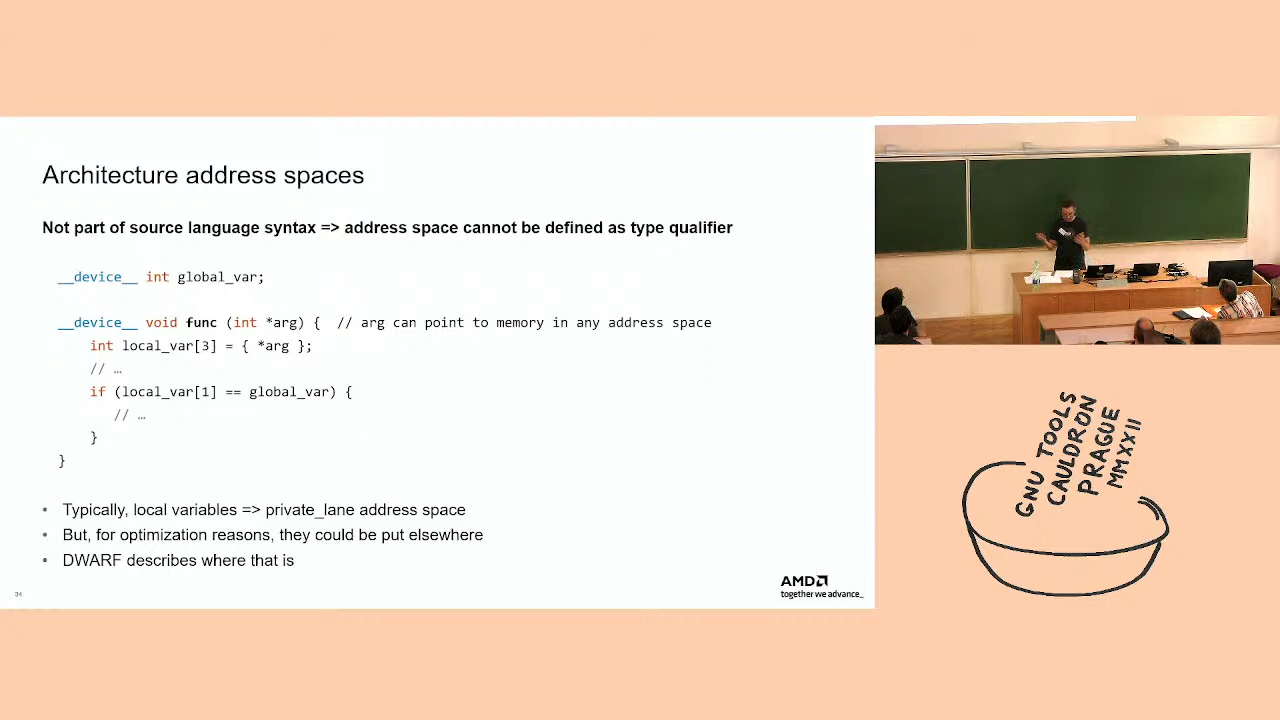 Architecture address spaces
Not part of source language syntax => address space cannot be defined as type qualifier
__device__ int global_var;
__device__ void func (int *arg) {  // arg can point to memory in any address space
int local_var[3] = { *arg };
// …
if (local_var[1] == global_var) {
// …
}
}
• Typically, local variables => private_lane address space
• But, for optimization reasons, they could be put elsewhere
• DWARF describes where that is
34
AMD
together we advance_
GNU TOOLS
CAULDRON
PRAGUE
MMXXII